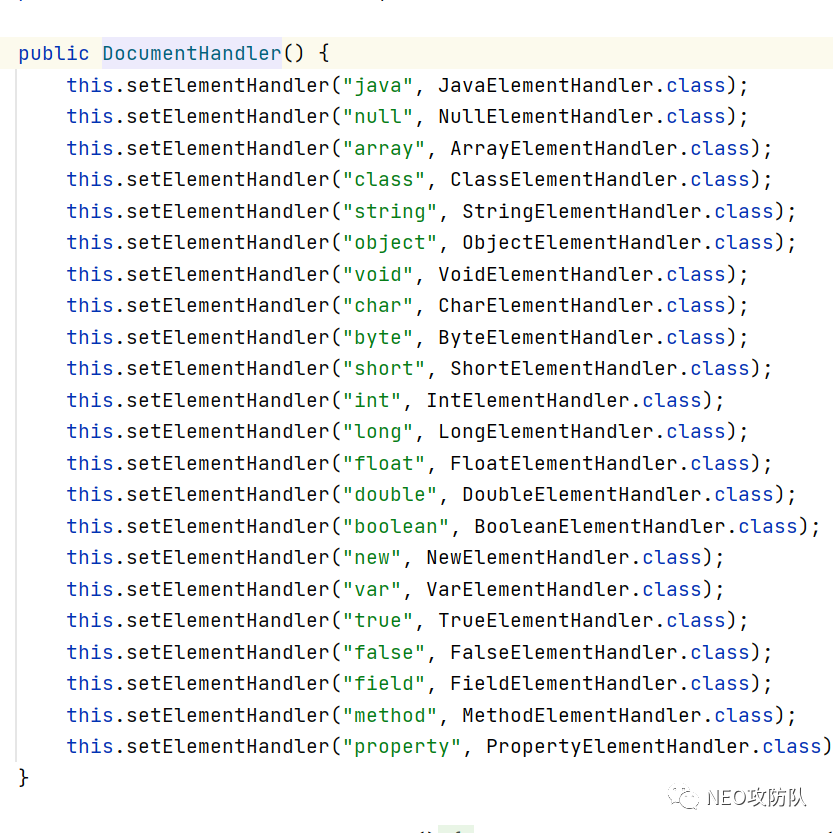 public DocumentHandler() {
    this.setElementHandler("java", JavaElementHandler.class);
    this.setElementHandler("null", NullElementHandler.class);
    this.setElementHandler("array", ArrayElementHandler.class);
    this.setElementHandler("class", ClassElementHandler.class);
    this.setElementHandler("string", StringElementHandler.class);
    this.setElementHandler("object", ObjectElementHandler.class);
    this.setElementHandler("void", VoidElementHandler.class);
    this.setElementHandler("char", CharElementHandler.class);
    this.setElementHandler("byte", ByteElementHandler.class);
    this.setElementHandler("short", ShortElementHandler.class);
    this.setElementHandler("int", IntElementHandler.class);
    this.setElementHandler("long", LongElementHandler.class);
    this.setElementHandler("float", FloatElementHandler.class);
    this.setElementHandler("double", DoubleElementHandler.class);
    this.setElementHandler("boolean", BooleanElementHandler.class);
    this.setElementHandler("new", NewElementHandler.class);
    this.setElementHandler("var", VarElementHandler.class);
    this.setElementHandler("true", TrueElementHandler.class);
    this.setElementHandler("false", FalseElementHandler.class);
    this.setElementHandler("field", FieldElementHandler.class);
    this.setElementHandler("method", MethodElementHandler.class);
    this.setElementHandler("property", PropertyElementHandler.class)
}
NEO攻防队